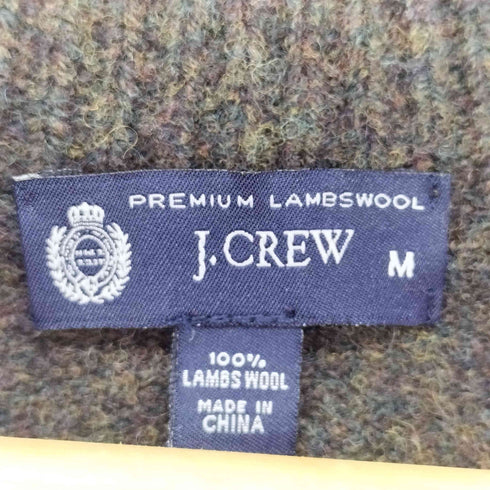 PREMIUM LAMBSWOOL
J.CREW
M
100%
LAMBS WOOL
MADE IN
CHINA